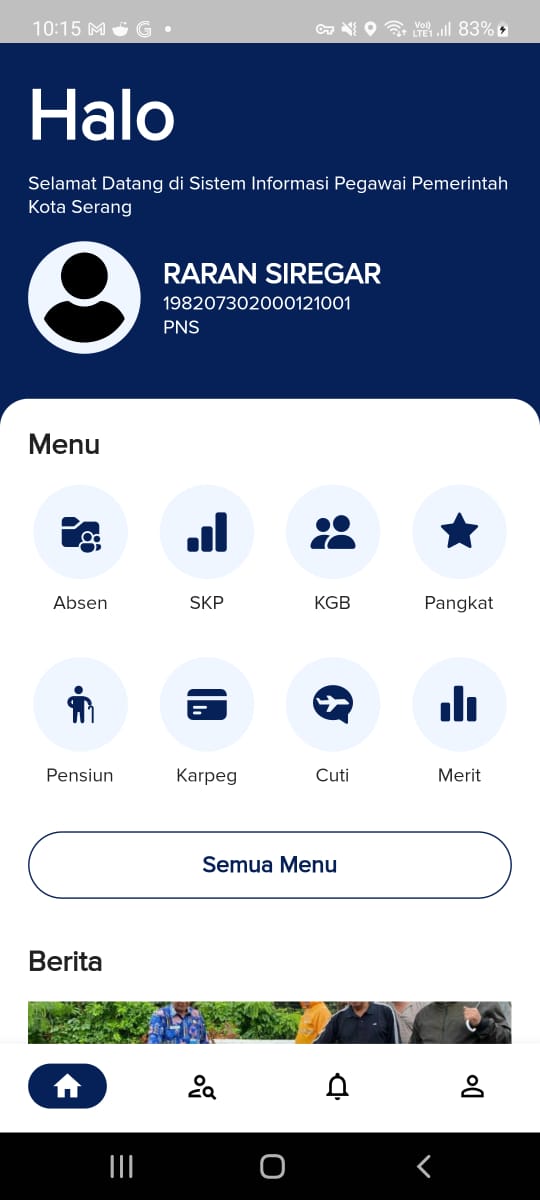 10:15
Vo))
LTE1
83%
Halo
Selamat Datang di Sistem Informasi Pegawai Pemerintah
Kota Serang
RARAN SIREGAR
198207302000121001
PNS
Menu
Absen SKP KGB Pangkat
Pensiun Karpeg Cuti Merit
Semua Menu
Berita